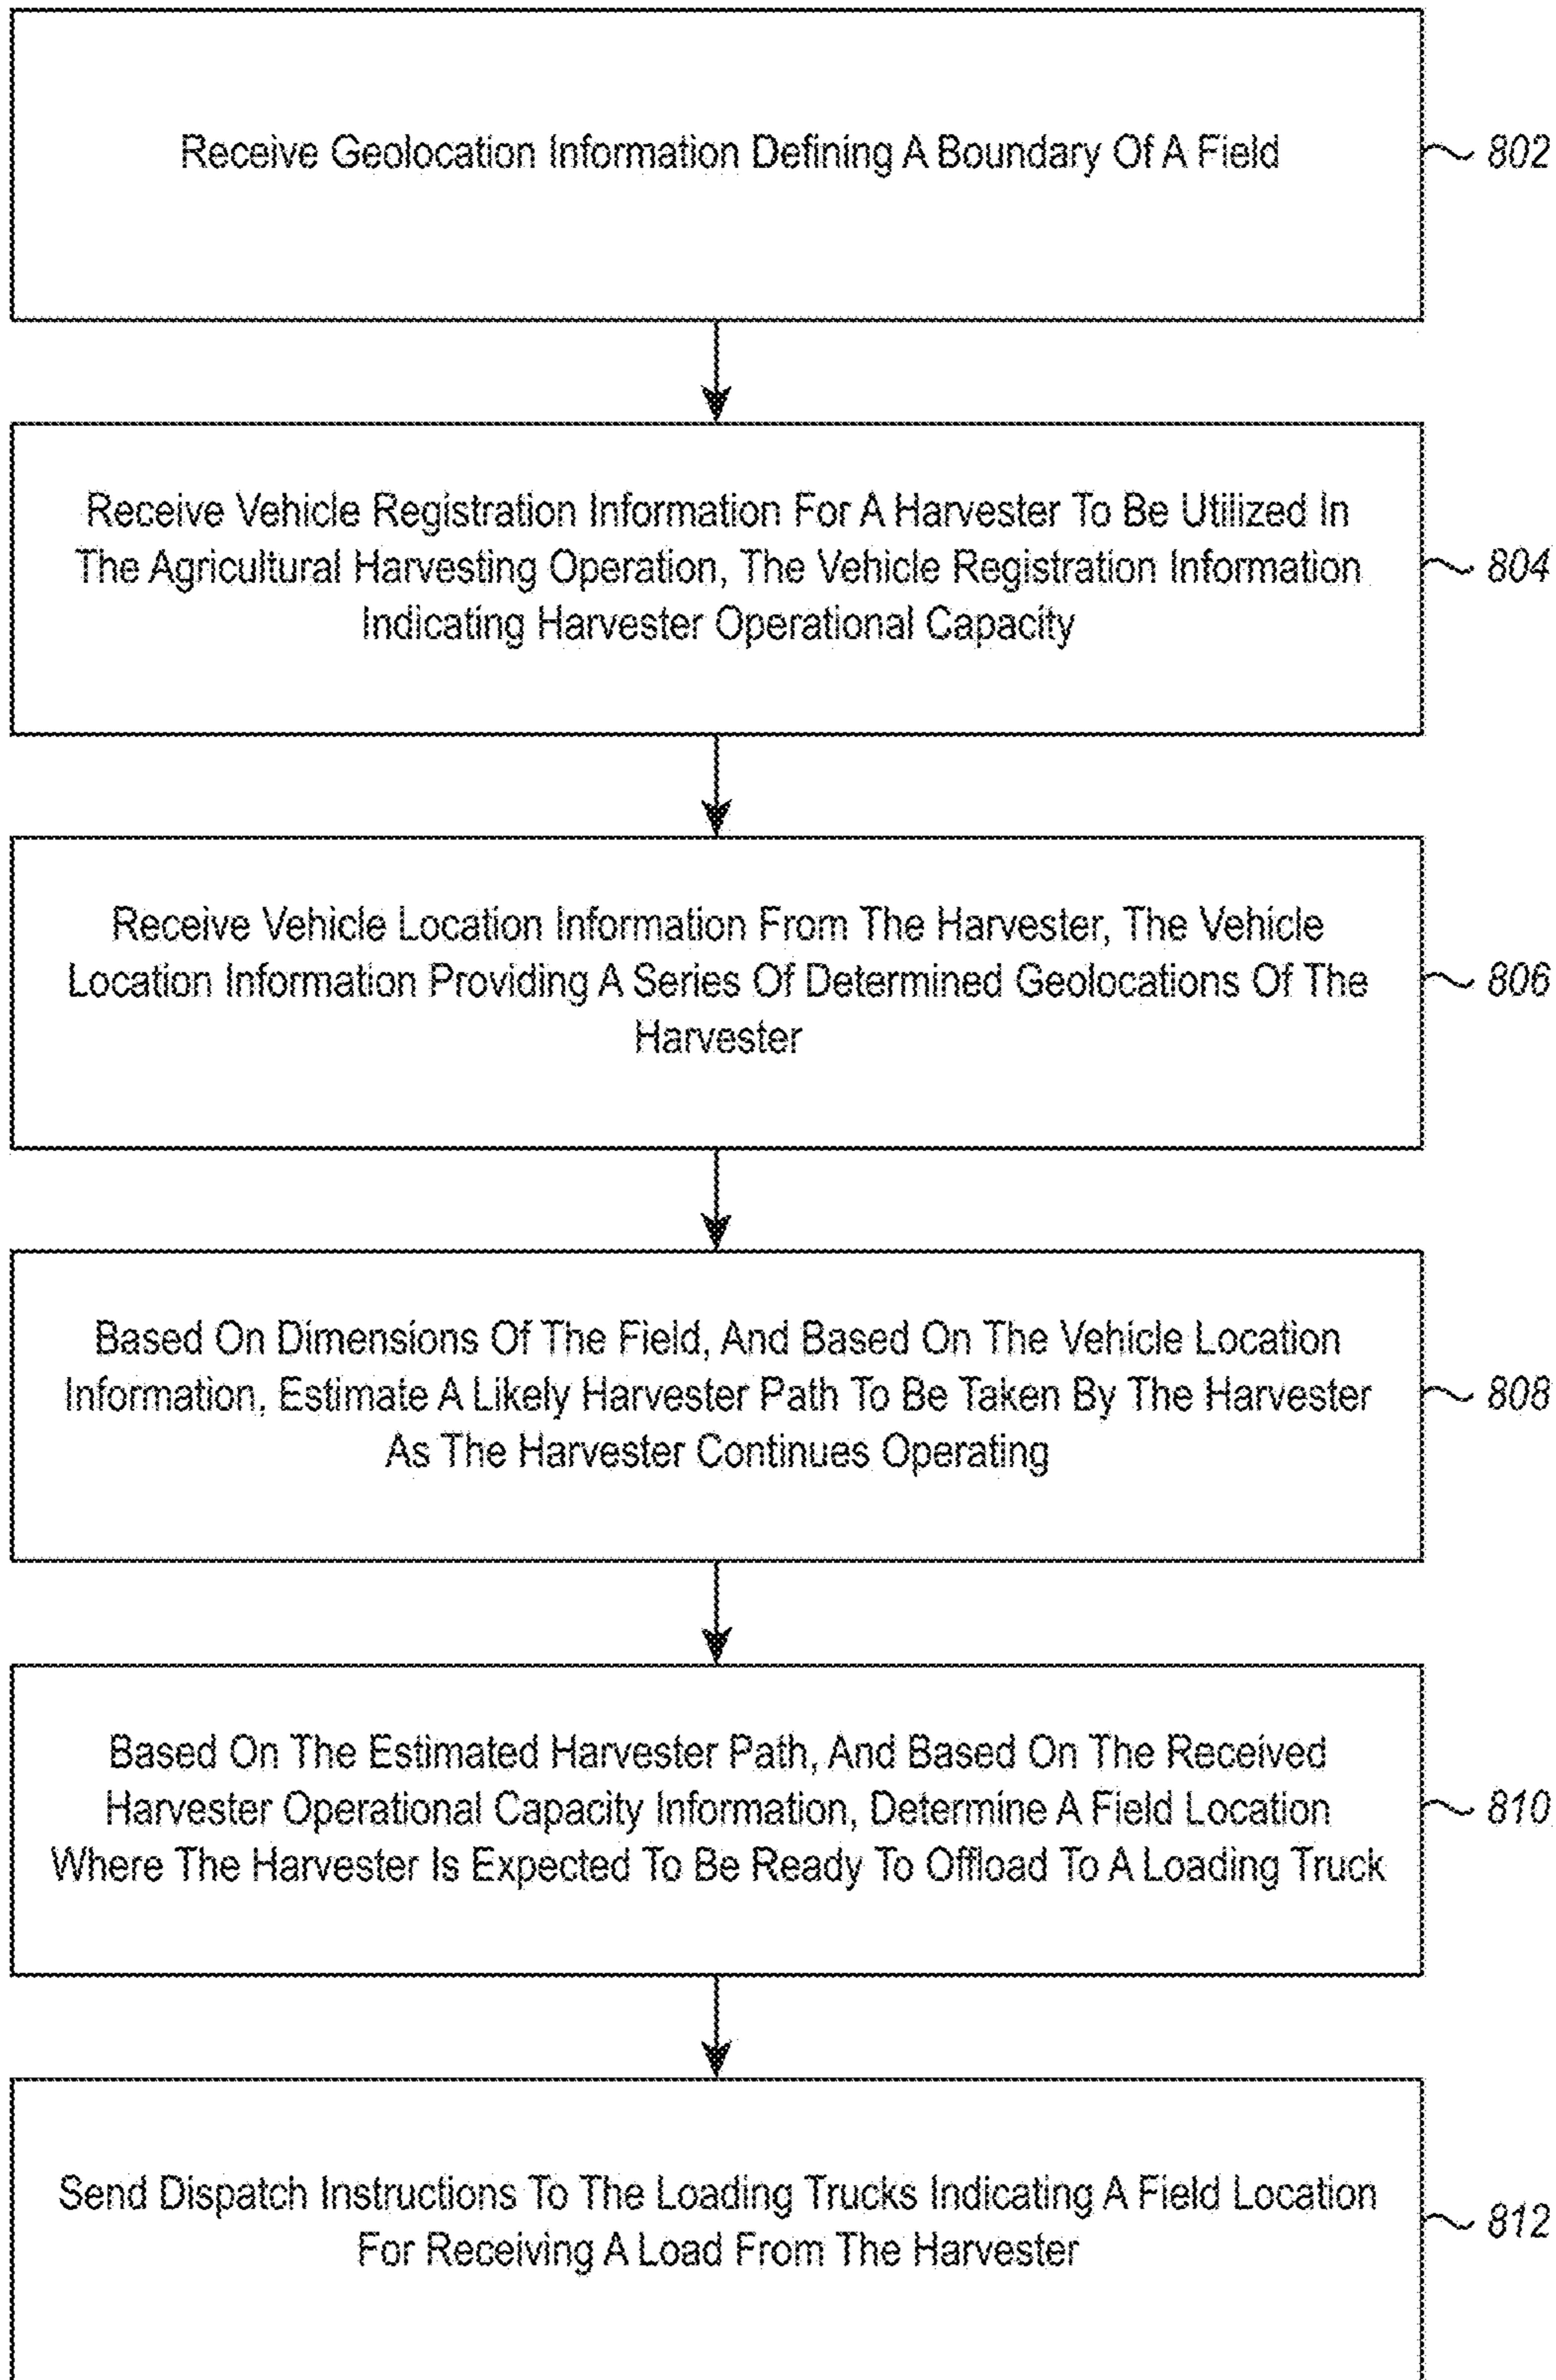 Receive Geolocation Information Defining A Boundary Of A Field
802
Receive Vehicle Registration Information For A Harvester To Be Utilized In
The Agricultural Harvesting Operation, The Vehicle Registration Information
Indicating Harvester Operational Capacity
804
Receive Vehicle Location Information From The Harvester, The Vehicle
Location Information Providing A Series Of Determined Geolocations Of The
Harvester
806
Based On Dimensions Of The Field, And Based On The Vehicle Location
Information, Estimate A Likely Harvester Path To Be Taken By The Harvester
As The Harvester Continues Operating
808
Based On The Estimated Harvester Path, And Based On The Received
Harvester Operational Capacity Information, Determine A Field Location
Where The Harvester Is Expected To Be Ready To Offload To A Loading Truck
810
Send Dispatch Instructions To The Loading Trucks Indicating A Field Location
For Receiving A Load From The Harvester
812